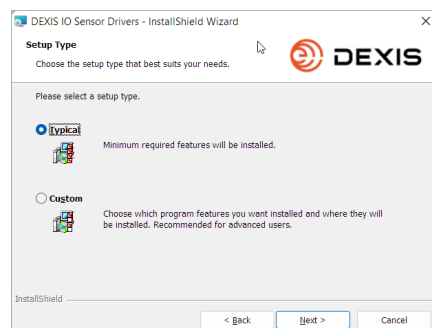 DEXIS IO Sensor Drivers - InstallShield Wizard
Setup Type
Choose the setup type that best suits your needs.
DEXIS
Please select a setup type.
Typical
Minimum required features will be installed.
Custom
Choose which program features you want installed and where they will
be installed. Recommended for advanced users.
InstallShield
< Back
Next >
Cancel